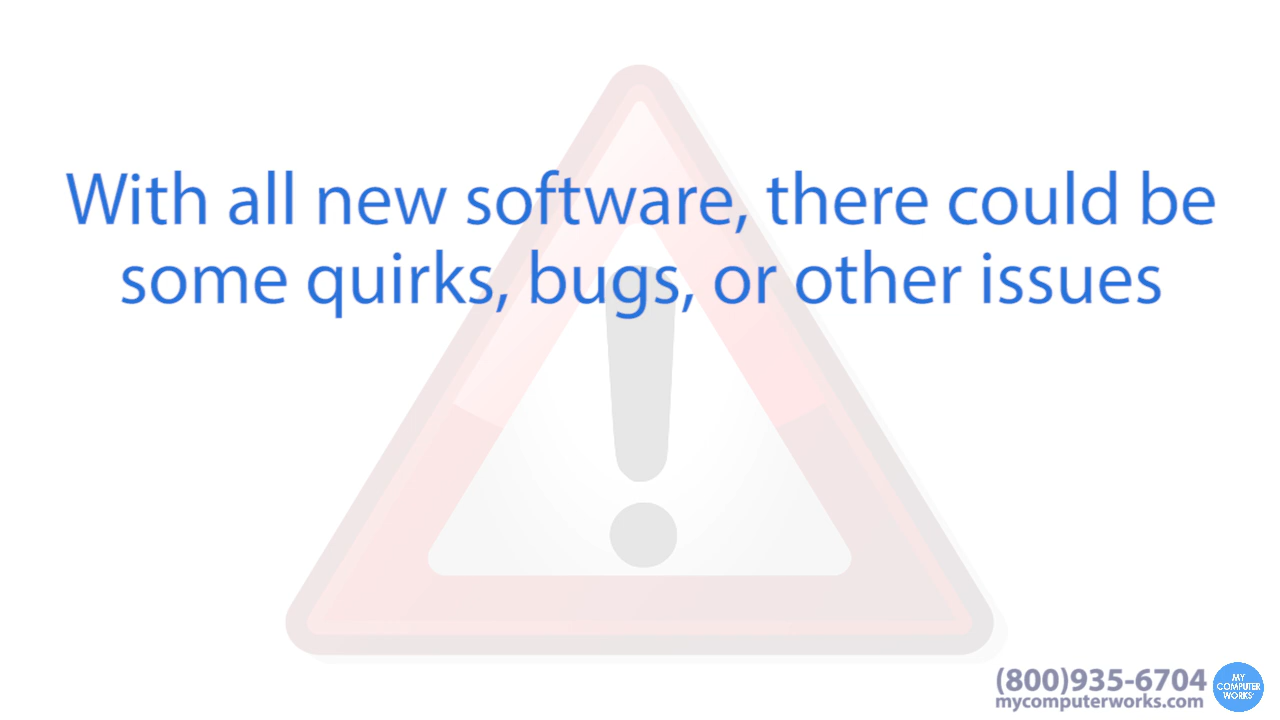 With all new software, there could be
some quirks, bugs, or other issues
(800)935-6704
mycomputerworks.com
MY
COMPUTER
WORKS